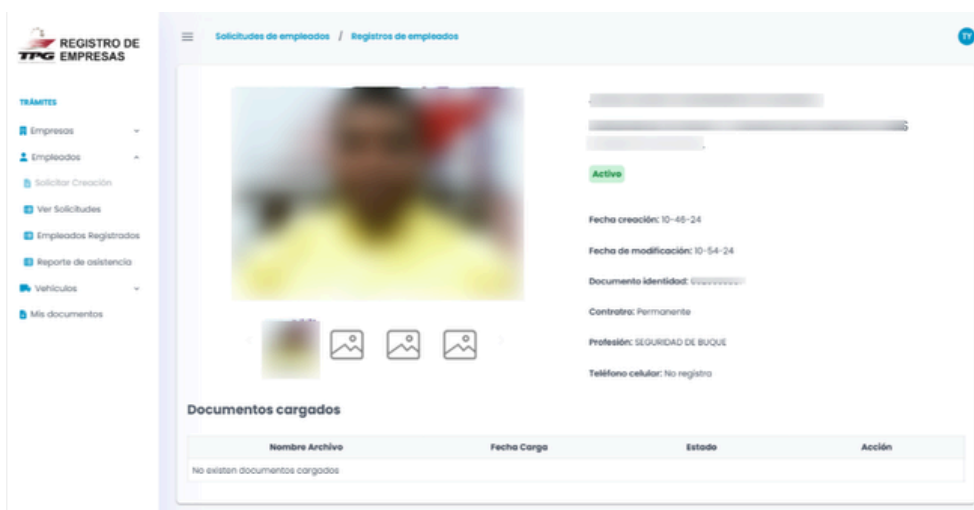 TPG REGISTRO DE
EMPRESAS
Solicitudes de empleados / Registros de empleados
TY
TRÁMITES
Empresas
Empleados
Solicitar Creación
Ver Solicitudes
Empleados Registrados
Reporte de asistencia
Vehículos
Mis documentos
S
Activo
Fecha creación: 10-46-24
Fecha de modificación: 10-54-24
Documento identidad:
Contratro: Permanente
Profesión: SEGURIDAD DE BUQUE
Teléfono celular: No registra
Documentos cargados
Nombre Archivo Fecha Carga Estado Acción
No existen documentos cargados